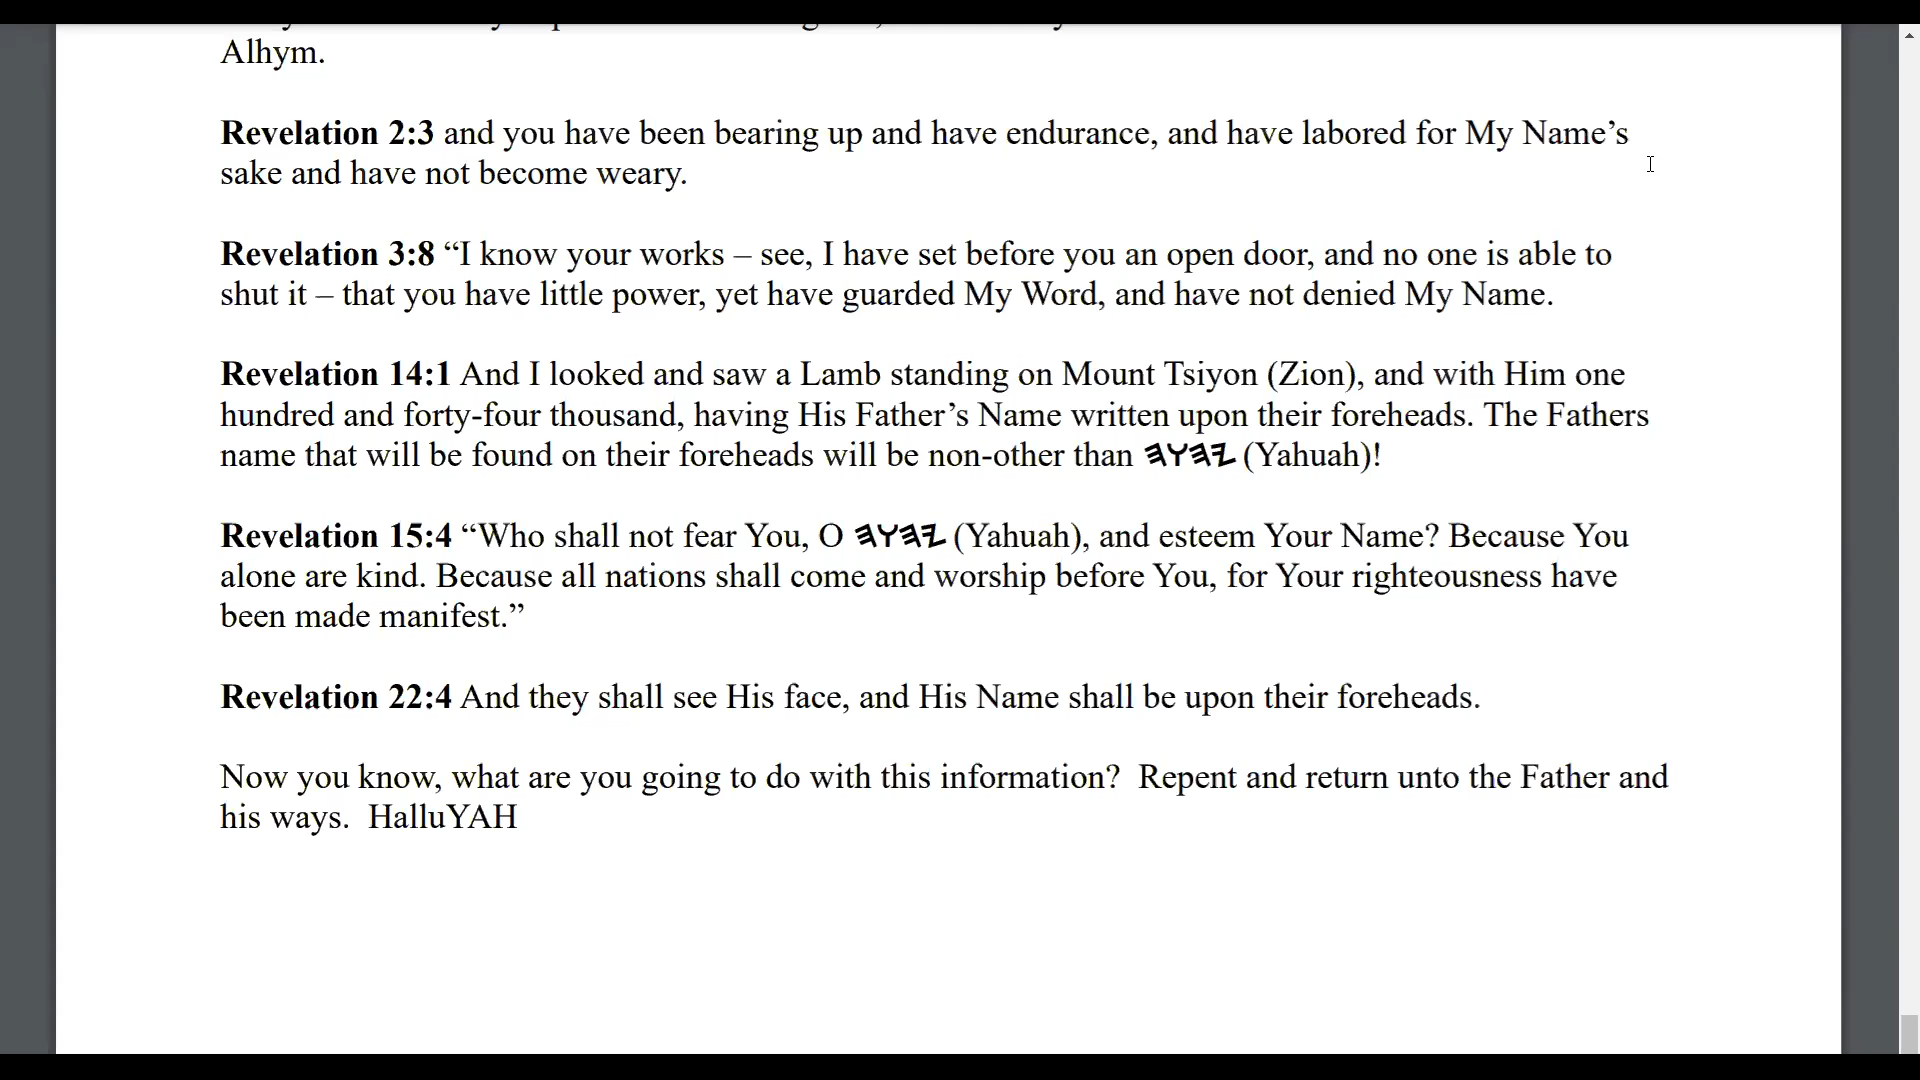 Alhym.
Revelation 2:3 and you have been bearing up and have endurance, and have labored for My Name’s
sake and have not become weary.
Revelation 3:8 “I know your works – see, I have set before you an open door, and no one is able to
shut it – that you have little power, yet have guarded My Word, and have not denied My Name.
Revelation 14:1 And I looked and saw a Lamb standing on Mount Tsiyon (Zion), and with Him one
hundred and forty-four thousand, having His Father’s Name written upon their foreheads. The Fathers
name that will be found on their foreheads will be non-other than 𐤉𐤄𐤅𐤄 (Yahuah)!
Revelation 15:4 “Who shall not fear You, O 𐤉𐤄𐤅𐤄 (Yahuah), and esteem Your Name? Because You
alone are kind. Because all nations shall come and worship before You, for Your righteousness have
been made manifest.”
Revelation 22:4 And they shall see His face, and His Name shall be upon their foreheads.
Now you know, what are you going to do with this information?  Repent and return unto the Father and
his ways.  HalluYAH